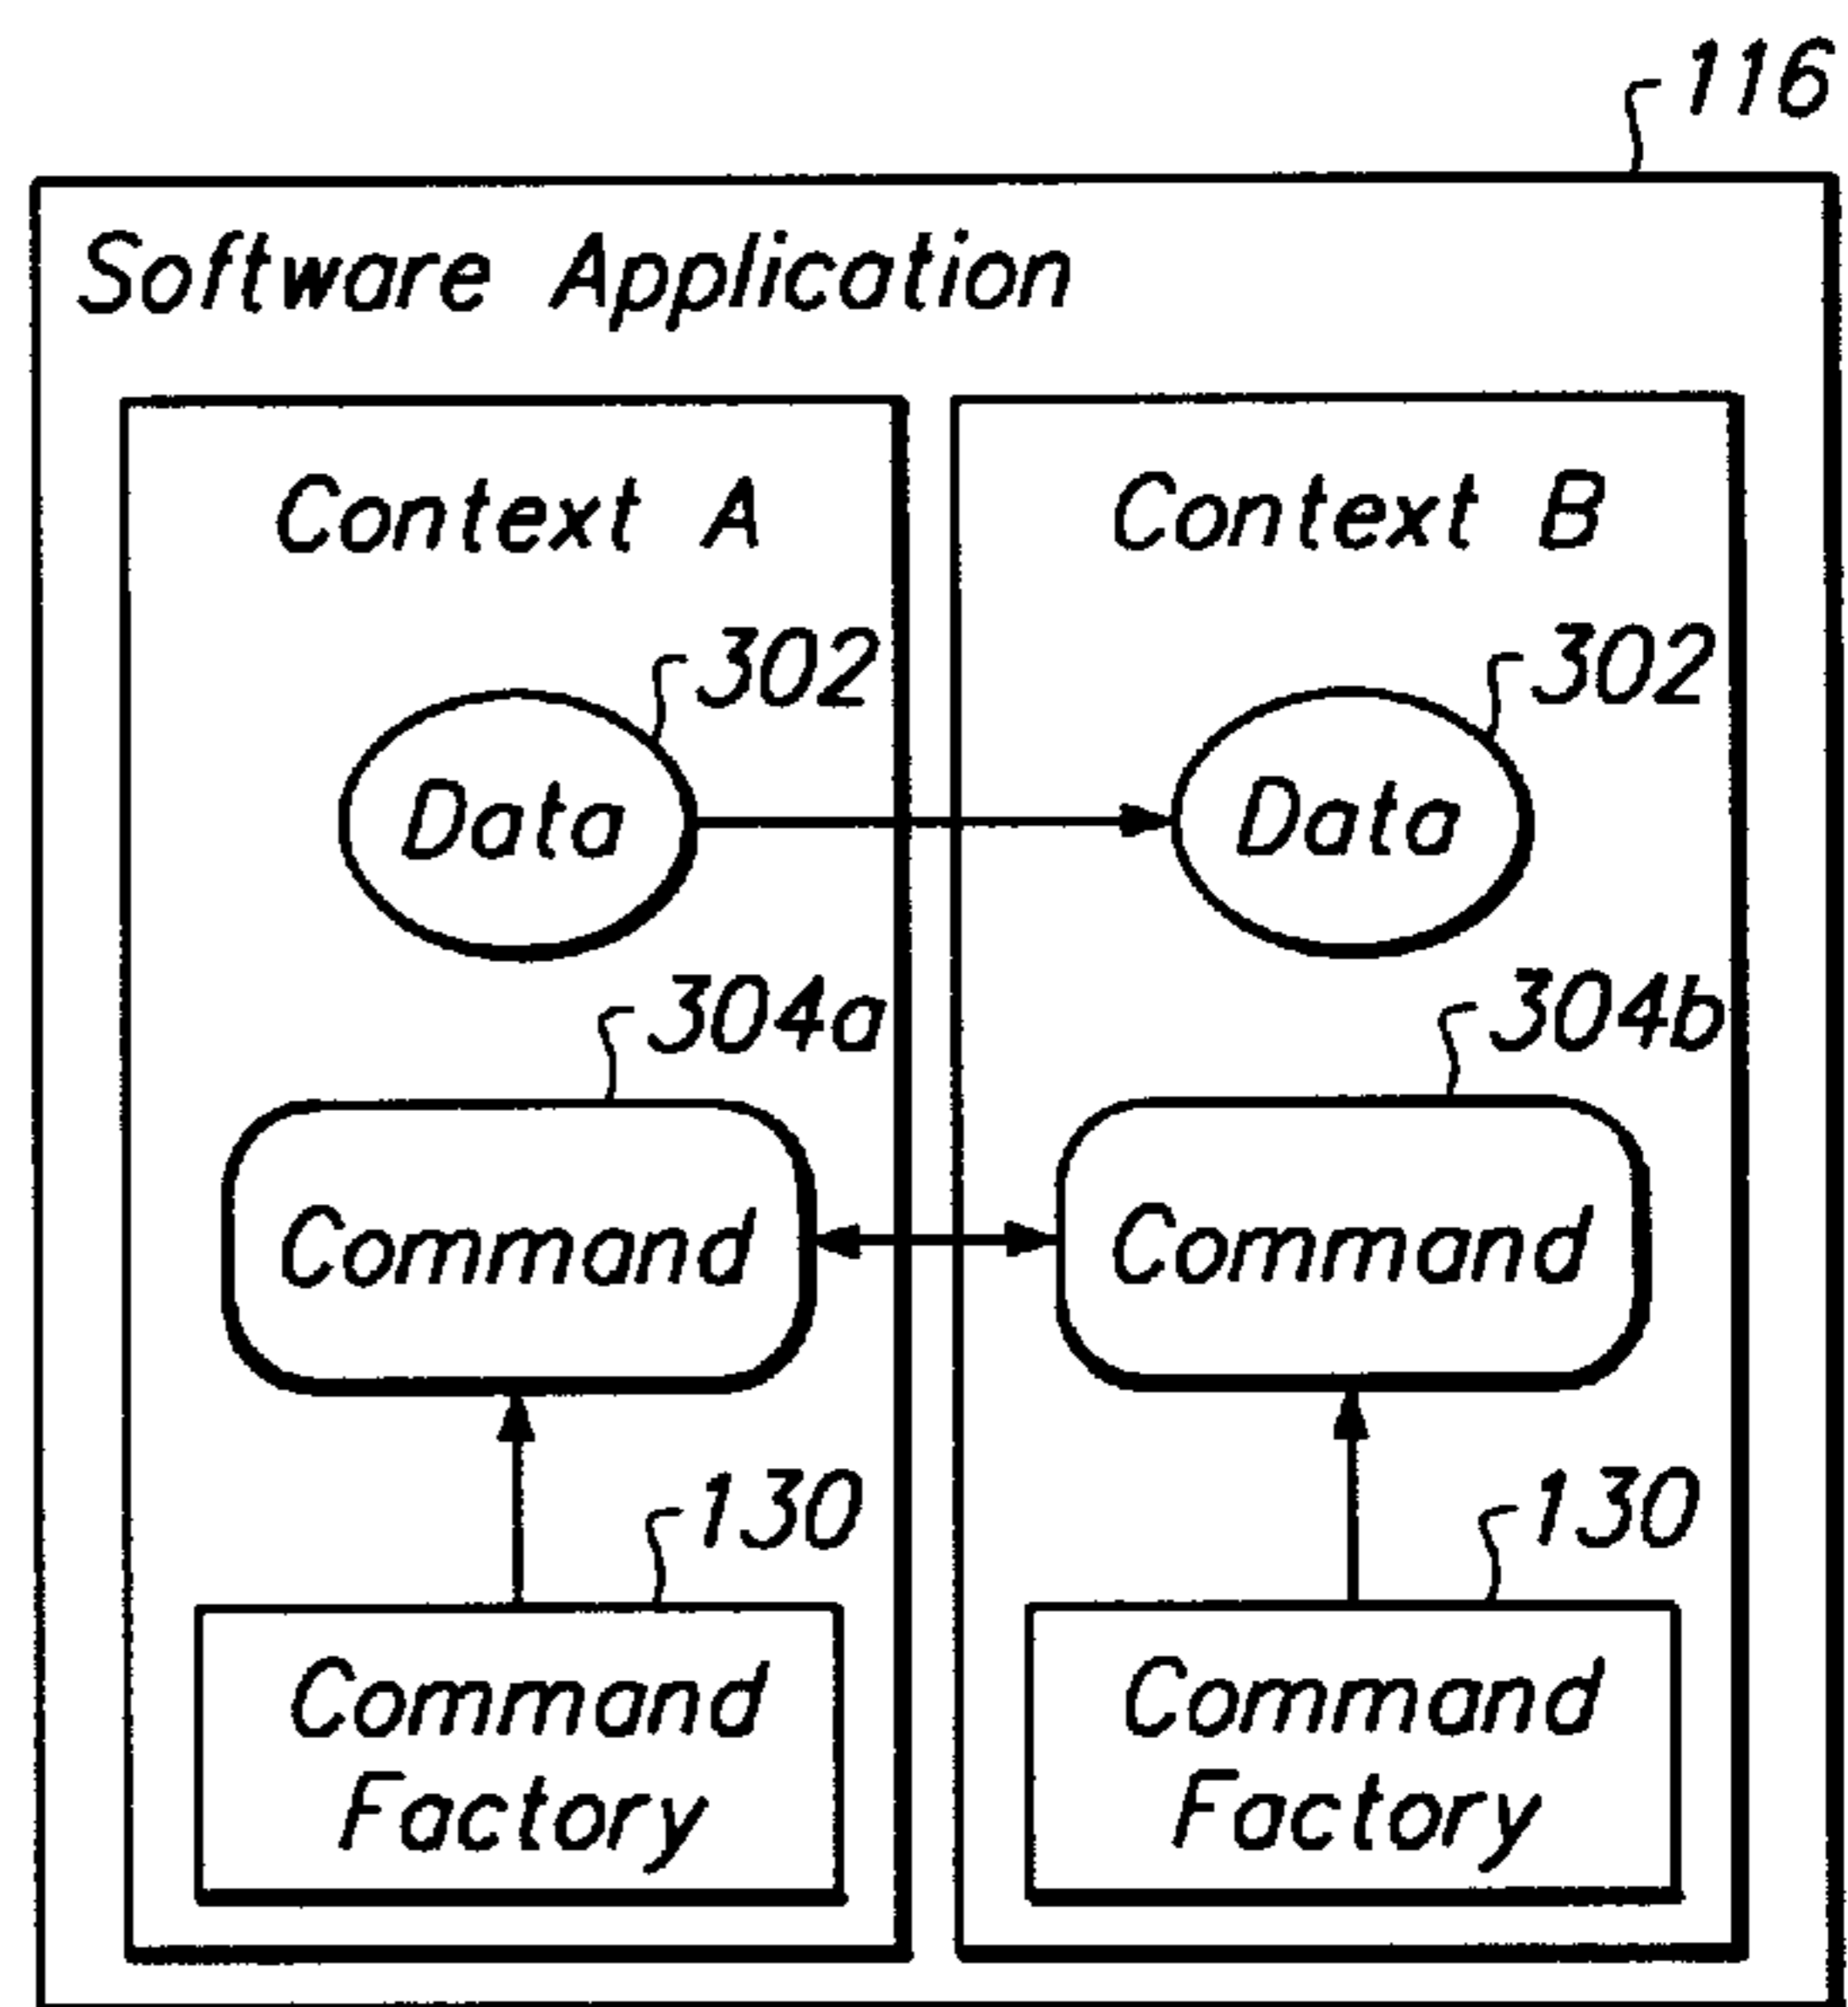 116
Software Application
Context A
Context B
302
302
Data
Data
304a
304b
Command
Command
130
130
Command
Factory
Command
Factory